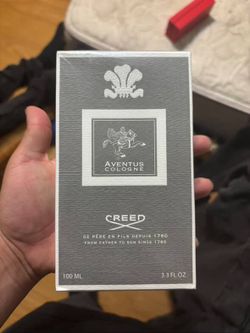 AVENTUS
COLOGNE
CREED
DE PÈRE EN FILS DEPUIS 1760
FROM FATHER TO SON SINCE 1760
100 ML
3.3 FL.OZ